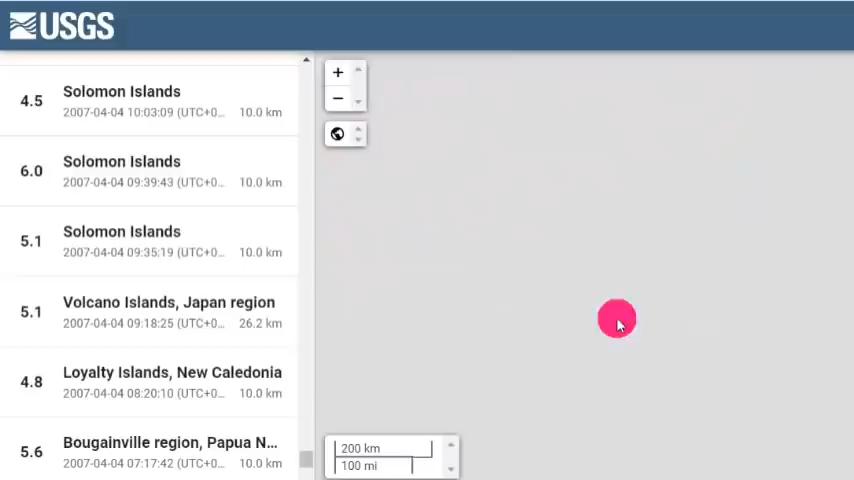 USGS
4.5
Solomon Islands
2007-04-04 10:03:09 (UTC+0... 10.0 km
6.0
Solomon Islands
2007-04-04 09:39:43 (UTC+0... 10.0 km
5.1
Solomon Islands
2007-04-04 09:35:19 (UTC+0... 10.0 km
5.1
Volcano Islands, Japan region
2007-04-04 09:18:25 (UTC+0... 26.2 km
4.8
Loyalty Islands, New Caledonia
2007-04-04 08:20:10 (UTC+0... 10.0 km
5.6
Bougainville region, Papua N...
2007-04-04 07:17:42 (UTC+0... 10.0 km
+
−
200 km
100 mi